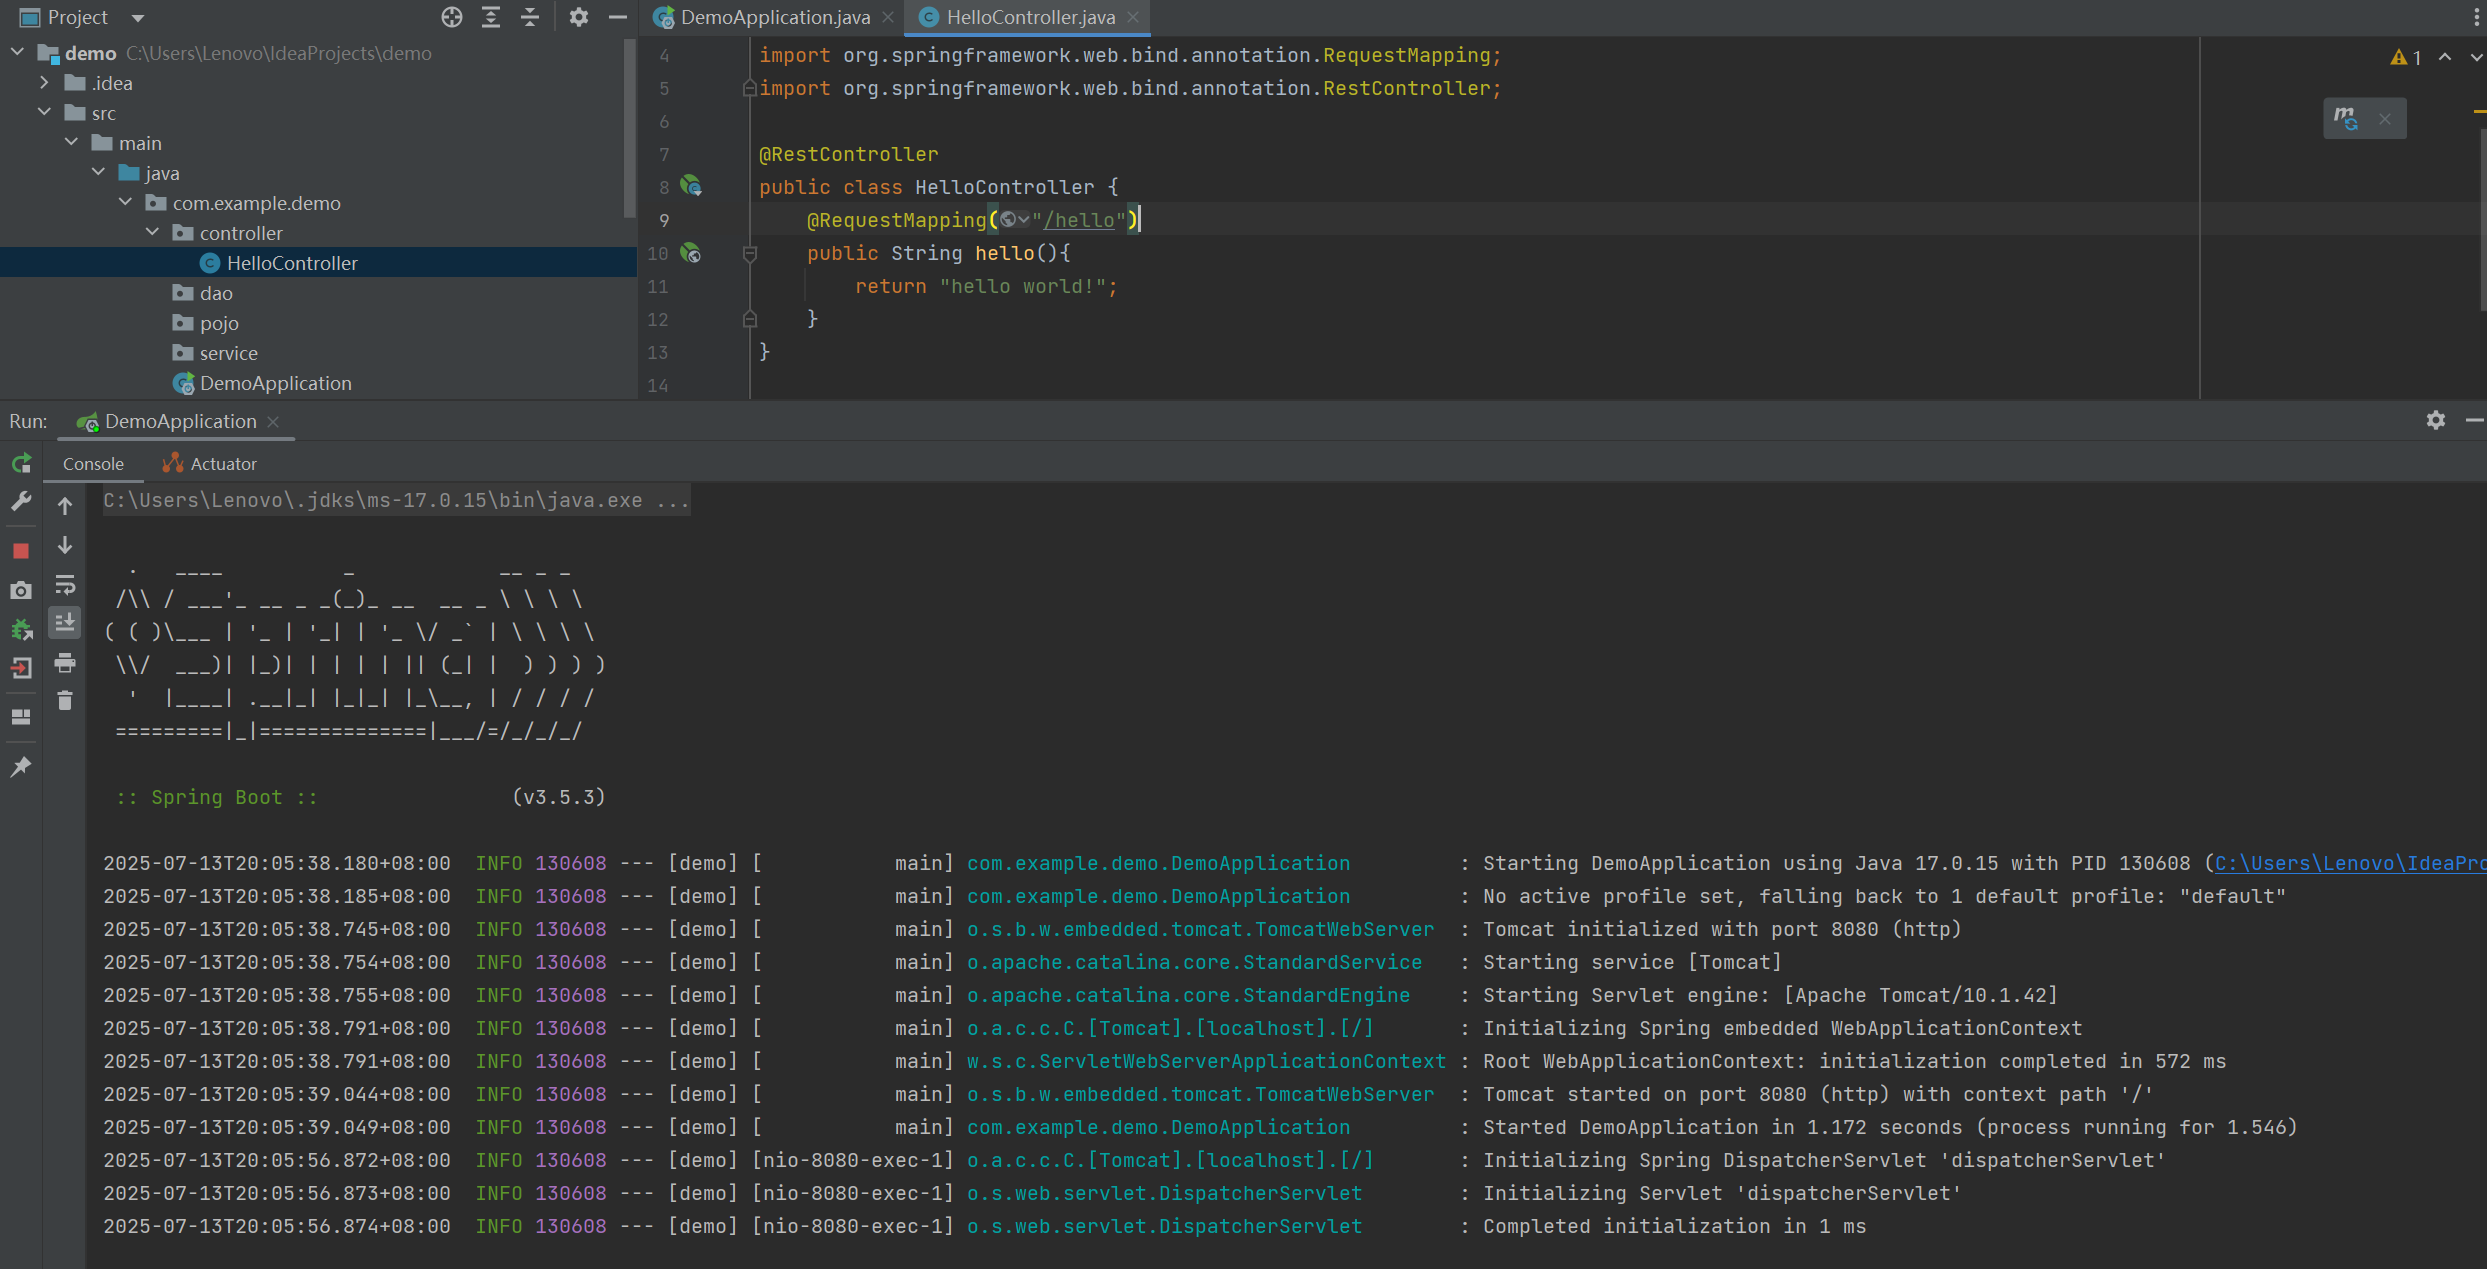 Project
demo C:\Users\Lenovo\IdeaProjects\demo
.idea
src
main
java
com.example.demo
controller
HelloController
dao
pojo
service
DemoApplication
DemoApplication.java HelloController.java
4 import org.springframework.web.bind.annotation.RequestMapping;
5 import org.springframework.web.bind.annotation.RestController;
6
7 @RestController
8 public class HelloController {
9 @RequestMapping("/hello")
10 public String hello(){
11 return "hello world!";
12 }
13 }
14
1
Run: DemoApplication
Console Actuator
C:\Users\Lenovo\.jdks\ms-17.0.15\bin\java.exe ...
  .   ____          _            __ _ _
 /\\ / ___'_ __ _ _(_)_ __  __ _ \ \ \ \
( ( )\___ | '_ | '_| | '_ \/ _` | \ \ \ \
 \\/  ___)| |_)| | | | | || (_| |  ) ) ) )
  '  |____| .__|_| |_|_| |_\__, | / / / /
 =========|_|==============|___/=/_/_/_/
 :: Spring Boot ::                (v3.5.3)
2025-07-13T20:05:38.180+08:00  INFO 130608 --- [demo] [           main] com.example.demo.DemoApplication         : Starting DemoApplication using Java 17.0.15 with PID 130608 (C:\Users\Lenovo\IdeaPro
2025-07-13T20:05:38.185+08:00  INFO 130608 --- [demo] [           main] com.example.demo.DemoApplication         : No active profile set, falling back to 1 default profile: "default"
2025-07-13T20:05:38.745+08:00  INFO 130608 --- [demo] [           main] o.s.b.w.embedded.tomcat.TomcatWebServer  : Tomcat initialized with port 8080 (http)
2025-07-13T20:05:38.754+08:00  INFO 130608 --- [demo] [           main] o.apache.catalina.core.StandardService   : Starting service [Tomcat]
2025-07-13T20:05:38.755+08:00  INFO 130608 --- [demo] [           main] o.apache.catalina.core.StandardEngine    : Starting Servlet engine: [Apache Tomcat/10.1.42]
2025-07-13T20:05:38.791+08:00  INFO 130608 --- [demo] [           main] o.a.c.c.C.[Tomcat].[localhost].[/]       : Initializing Spring embedded WebApplicationContext
2025-07-13T20:05:38.791+08:00  INFO 130608 --- [demo] [           main] w.s.c.ServletWebServerApplicationContext : Root WebApplicationContext: initialization completed in 572 ms
2025-07-13T20:05:39.044+08:00  INFO 130608 --- [demo] [           main] o.s.b.w.embedded.tomcat.TomcatWebServer  : Tomcat started on port 8080 (http) with context path '/'
2025-07-13T20:05:39.049+08:00  INFO 130608 --- [demo] [           main] com.example.demo.DemoApplication         : Started DemoApplication in 1.172 seconds (process running for 1.546)
2025-07-13T20:05:56.872+08:00  INFO 130608 --- [demo] [nio-8080-exec-1] o.a.c.c.C.[Tomcat].[localhost].[/]       : Initializing Spring DispatcherServlet 'dispatcherServlet'
2025-07-13T20:05:56.873+08:00  INFO 130608 --- [demo] [nio-8080-exec-1] o.s.web.servlet.DispatcherServlet        : Initializing Servlet 'dispatcherServlet'
2025-07-13T20:05:56.874+08:00  INFO 130608 --- [demo] [nio-8080-exec-1] o.s.web.servlet.DispatcherServlet        : Completed initialization in 1 ms